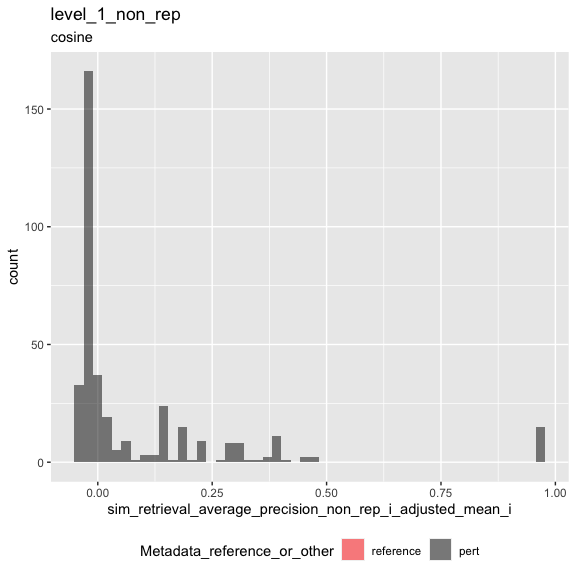 level_1_non_rep
cosine
150
100
50
0
count
0.00 0.25 0.50 0.75 1.00
sim_retrieval_average_precision_non_rep_i_adjusted_mean_i
Metadata_reference_or_other reference pert